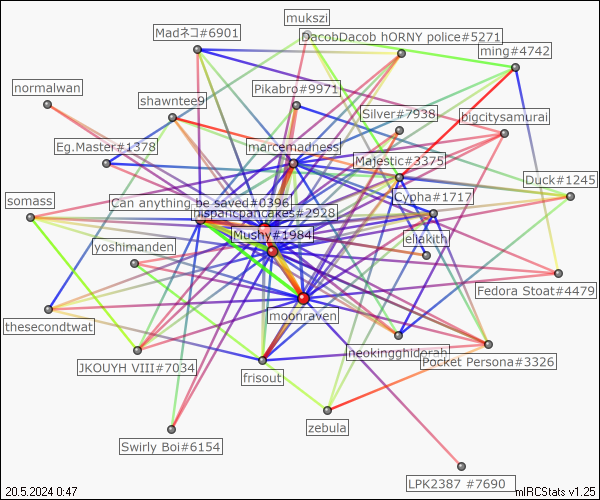 mukszi
Madネコ#6901
DacobDacob hORNY police#5271
ming#4742
normalwan
shawntee9
Pikabro#9971
Silver#7938
bigcitysamurai
Eg.Master#1378
marcemadness
Majestic#3375
Duck#1245
somass
Can anything be saved#0396
Cypha#1717
hispanicpancakes#2928
yoshimanden
Mushy#1984
eliakith
Fedora Stoat#4479
thesecondtwat
moonraven
JKOUYH VIII#7034
frisout
neokingghidorah
Pocket Persona#3326
Swirly Boi#6154
zebula
LPK2387 #7690
20.5.2024 0:47
mIRCStats v1.25